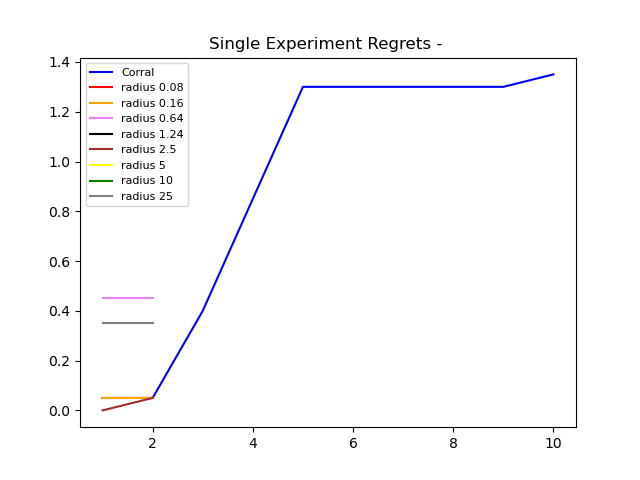 Single Experiment Regrets -
1.4
1.2
1.0
0.8
0.6
0.4
0.2
0.0
Corral
radius 0.08
radius 0.16
radius 0.64
radius 1.24
radius 2.5
radius 5
radius 10
radius 25
2 4 6 8 10